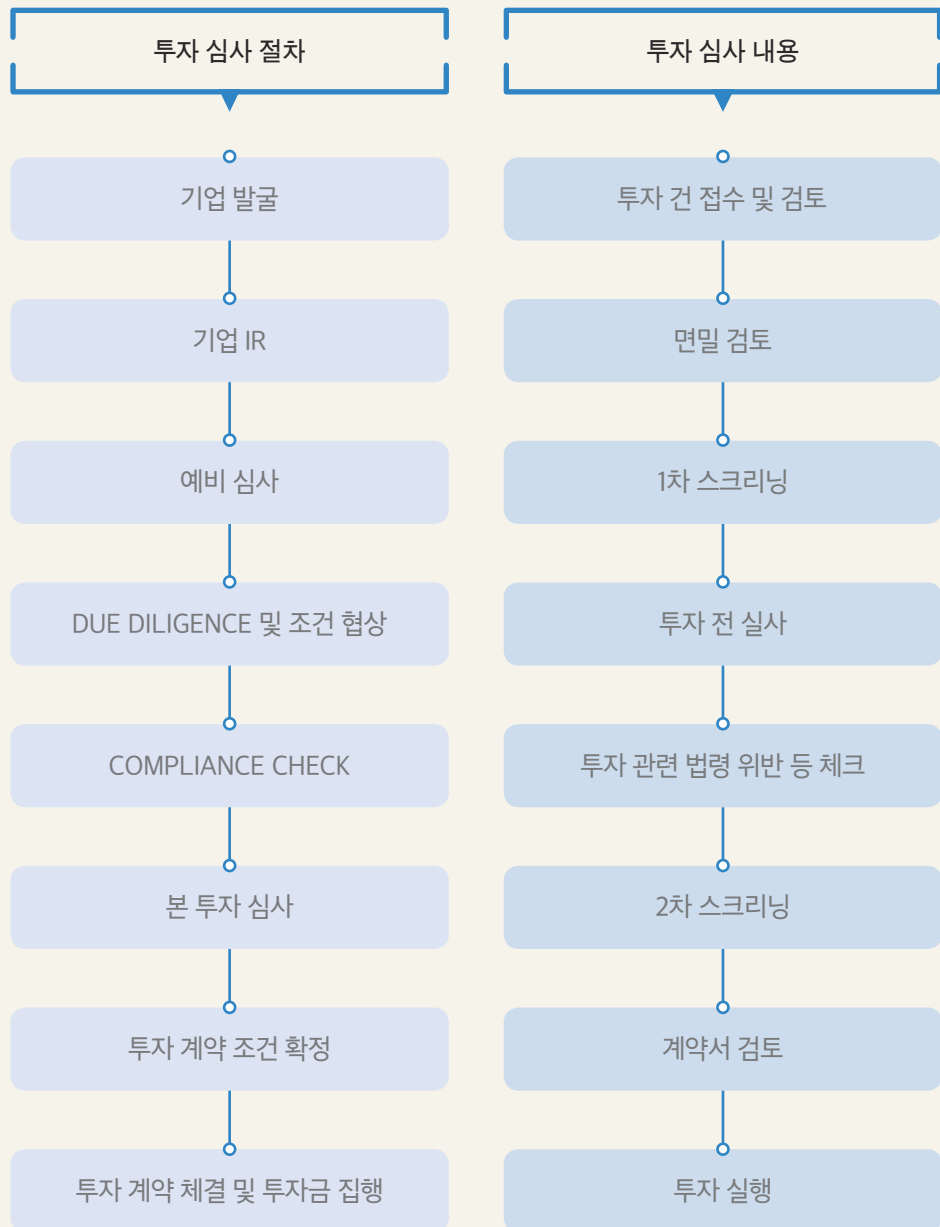 투자 심사 절차
투자 심사 내용
기업 발굴
투자 건 접수 및 검토
기업 IR
면밀 검토
예비 심사
1차 스크리닝
DUE DILIGENCE 및 조건 협상
투자 전 실사
COMPLIANCE CHECK
투자 관련 법령 위반 등 체크
본 투자 심사
2차 스크리닝
투자 계약 조건 확정
계약서 검토
투자 계약 체결 및 투자금 집행
투자 실행